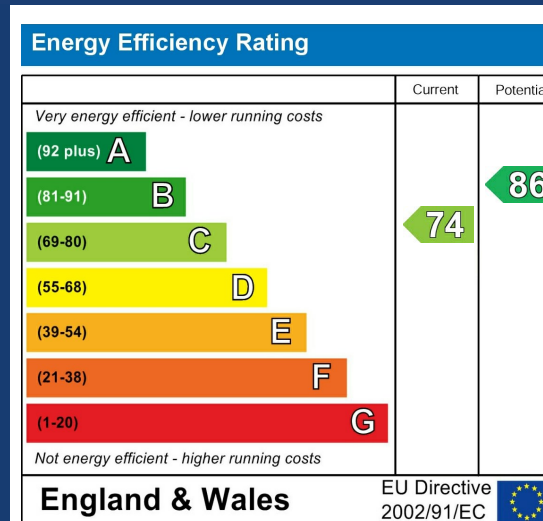 Energy Efficiency Rating
Current Potentia
Very energy efficient - lower running costs
(92 plus) A
(81-91) B
86
(69-80) C
74
(55-68) D
(39-54) E
(21-38) F
(1-20) G
Not energy efficient - higher running costs
England & Wales
EU Directive
2002/91/EC